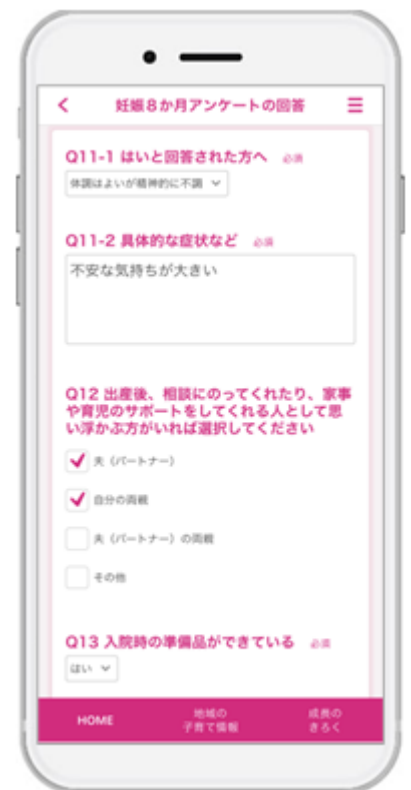 妊娠8か月アンケートの回答
Q11-1 はいと回答された方へ 必須
体調はよいが精神的に不調
Q11-2 具体的な症状など 必須
不安な気持ちが大きい
Q12 出産後、相談にのってくれたり、家事
や育児のサポートをしてくれる人として思
い浮かぶ方がいれば選択してください
夫（パートナー）
自分の両親
夫（パートナー）の両親
その他
Q13 入院時の準備品ができている 必須
はい
HOME
地域の
子育て情報
成長の
きろく